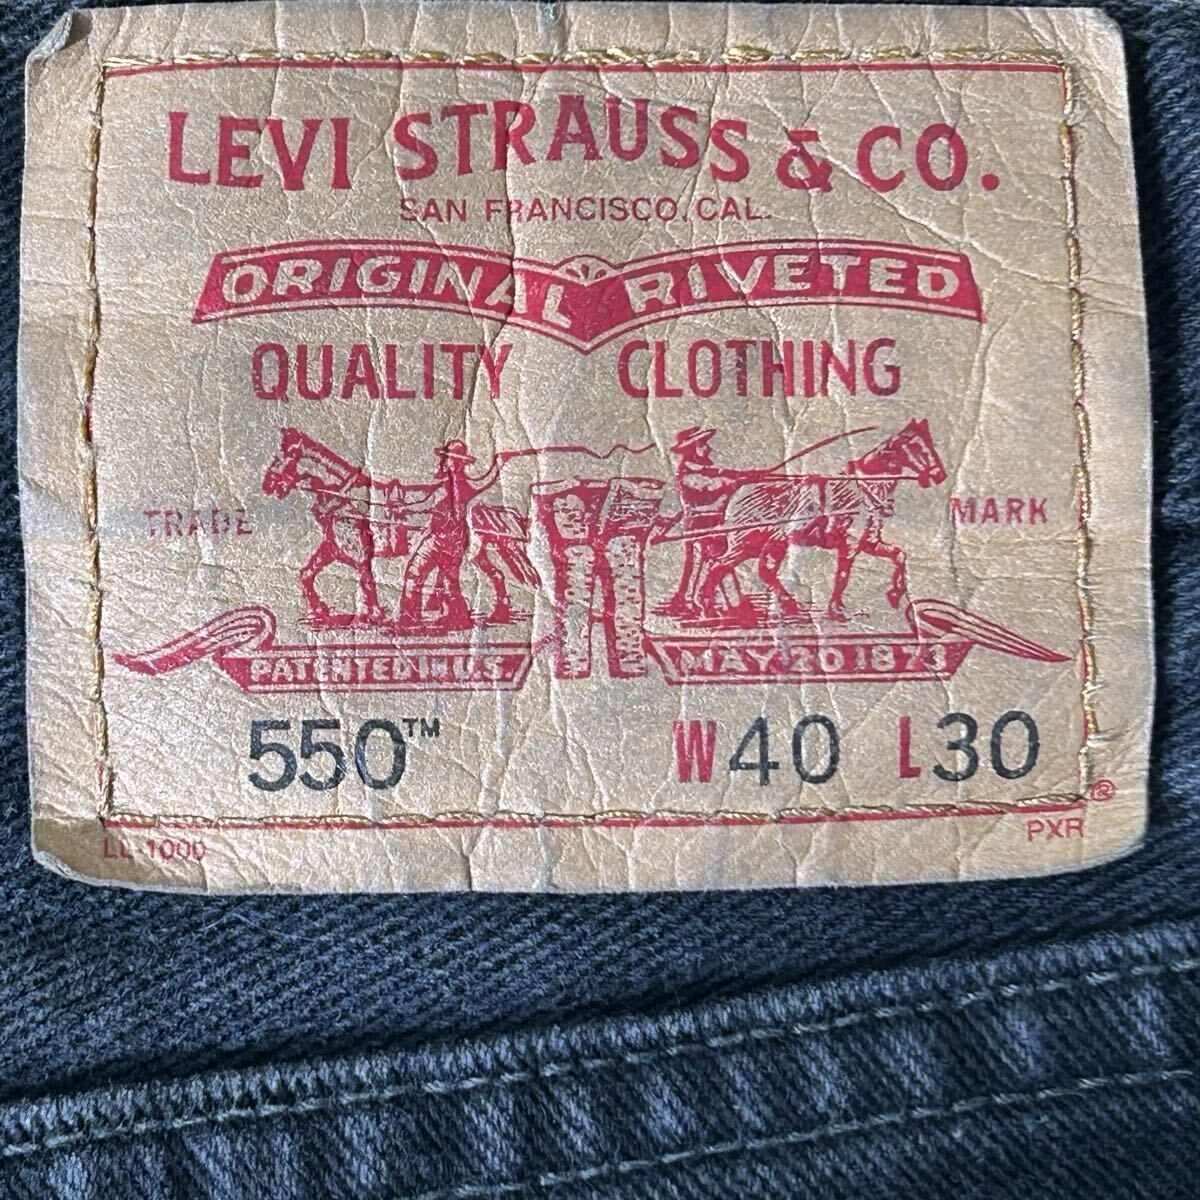 LEVI STRAUSS & CO.
SAN FRANCISCO, CAL.
ORIGINAL RIVETED
QUALITY CLOTHING
TRADE MARK
PATENTED IN U.S. MAY 20 1873
550™ W40 L30
®
LL-1000 PXR